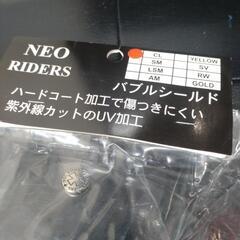 NEO
RIDERS
CL YELLOW
SM SV
LSM RW
AM GOLD
バブルシールド
ハードコート加工で傷つきにくい
紫外線カットのUV加工